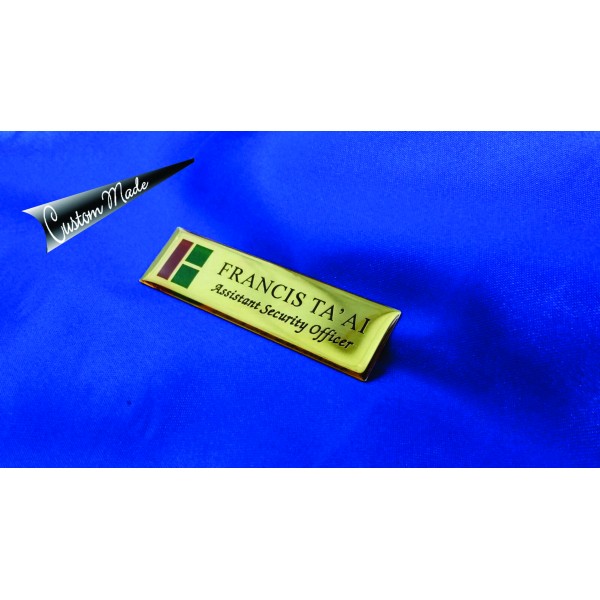 Custom Made
FRANCIS TA'AI
Assistant Security Officer